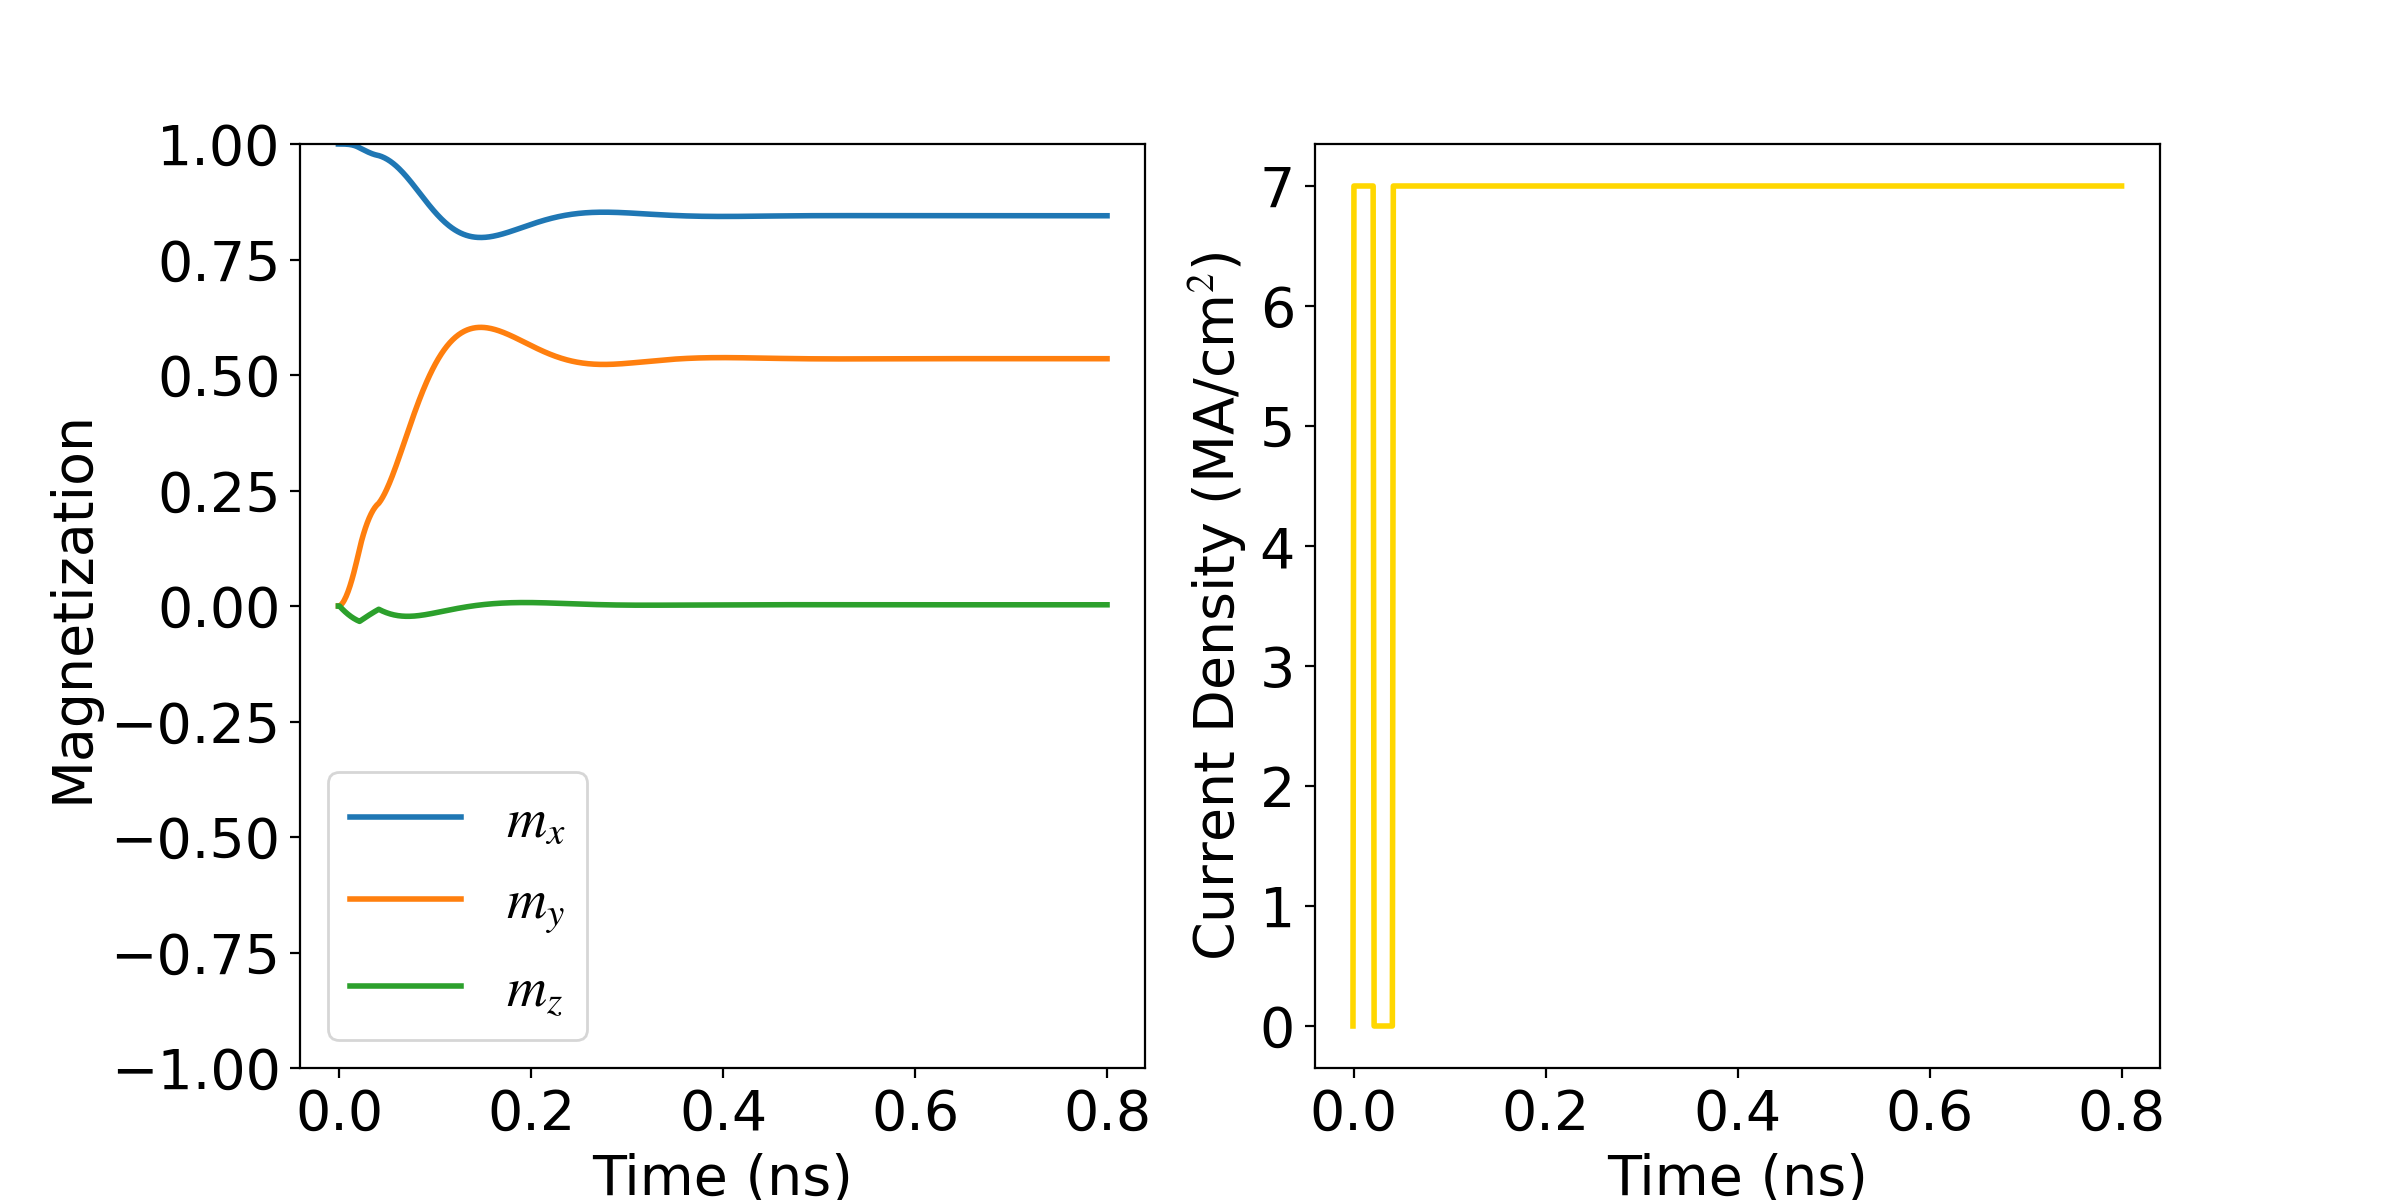 Magnetization
1.00
0.75
0.50
0.25
0.00
−0.25
−0.50
−0.75
−1.00
m_x
m_y
m_z
0.0 0.2 0.4 0.6 0.8
Time (ns)
Current Density (MA/cm²)
7
6
5
4
3
2
1
0
0.0 0.2 0.4 0.6 0.8
Time (ns)